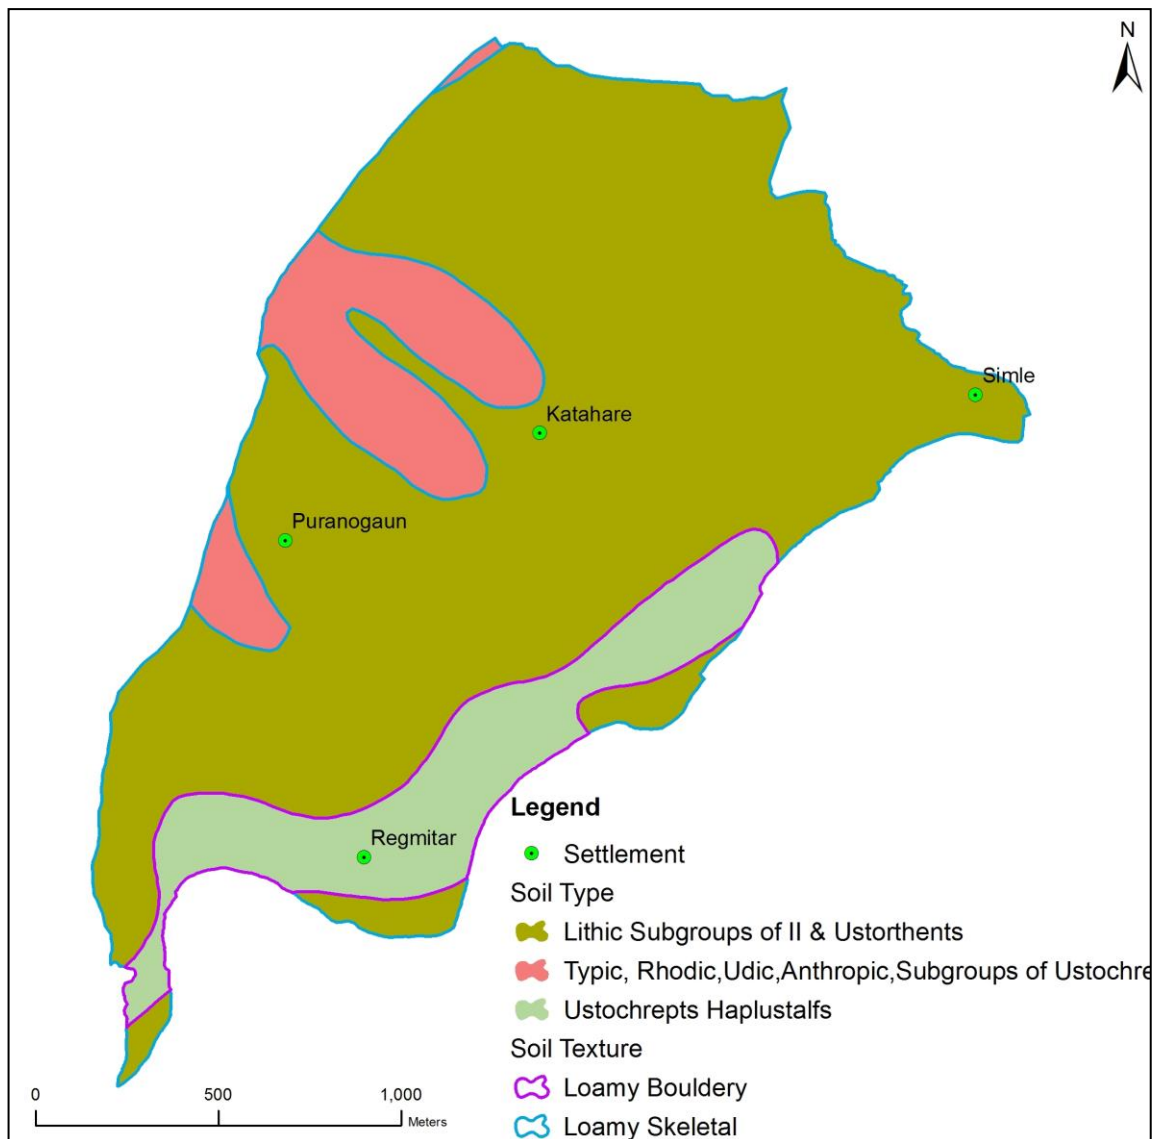 N
Simle
Katahare
Puranogaun
Regmitar
Legend
Settlement
Soil Type
Lithic Subgroups of II & Ustorthents
Typic, Rhodic,Udic,Anthropic,Subgroups of Ustochre
Ustochrepts Haplustalfs
Soil Texture
Loamy Bouldery
Loamy Skeletal
0 500 1,000
Meters